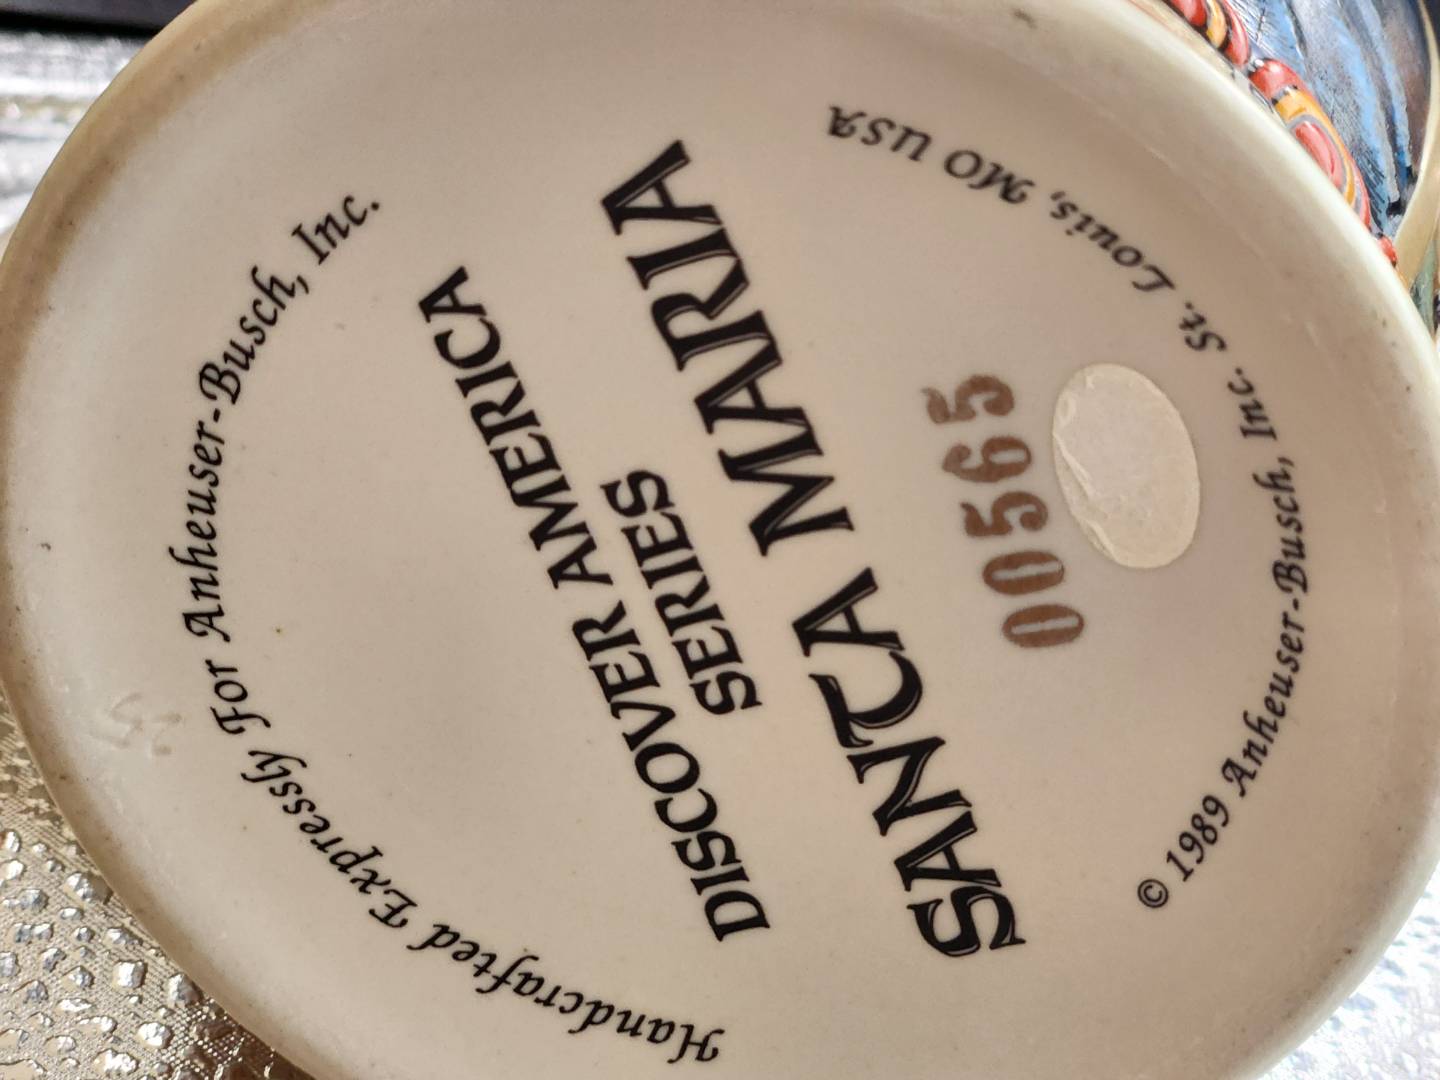 Handcrafted Expressly For Anheuser-Busch, Inc.
DISCOVER AMERICA
SERIES
SANTA MARIA
00565
© 1989 Anheuser-Busch, Inc. St. Louis, MO USA